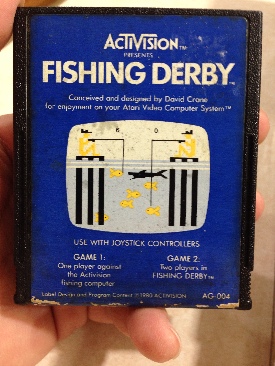 ACTIVISION™
PRESENTS
FISHING DERBY
Conceived and designed by David Crane
for enjoyment on your Atari Video Computer System™
6 0
USE WITH JOYSTICK CONTROLLERS
GAME 1: GAME 2:
One player against Two players in
the Activision FISHING DERBY™
fishing computer
Label Design and Program Content ©1980 ACTIVISION AG-004